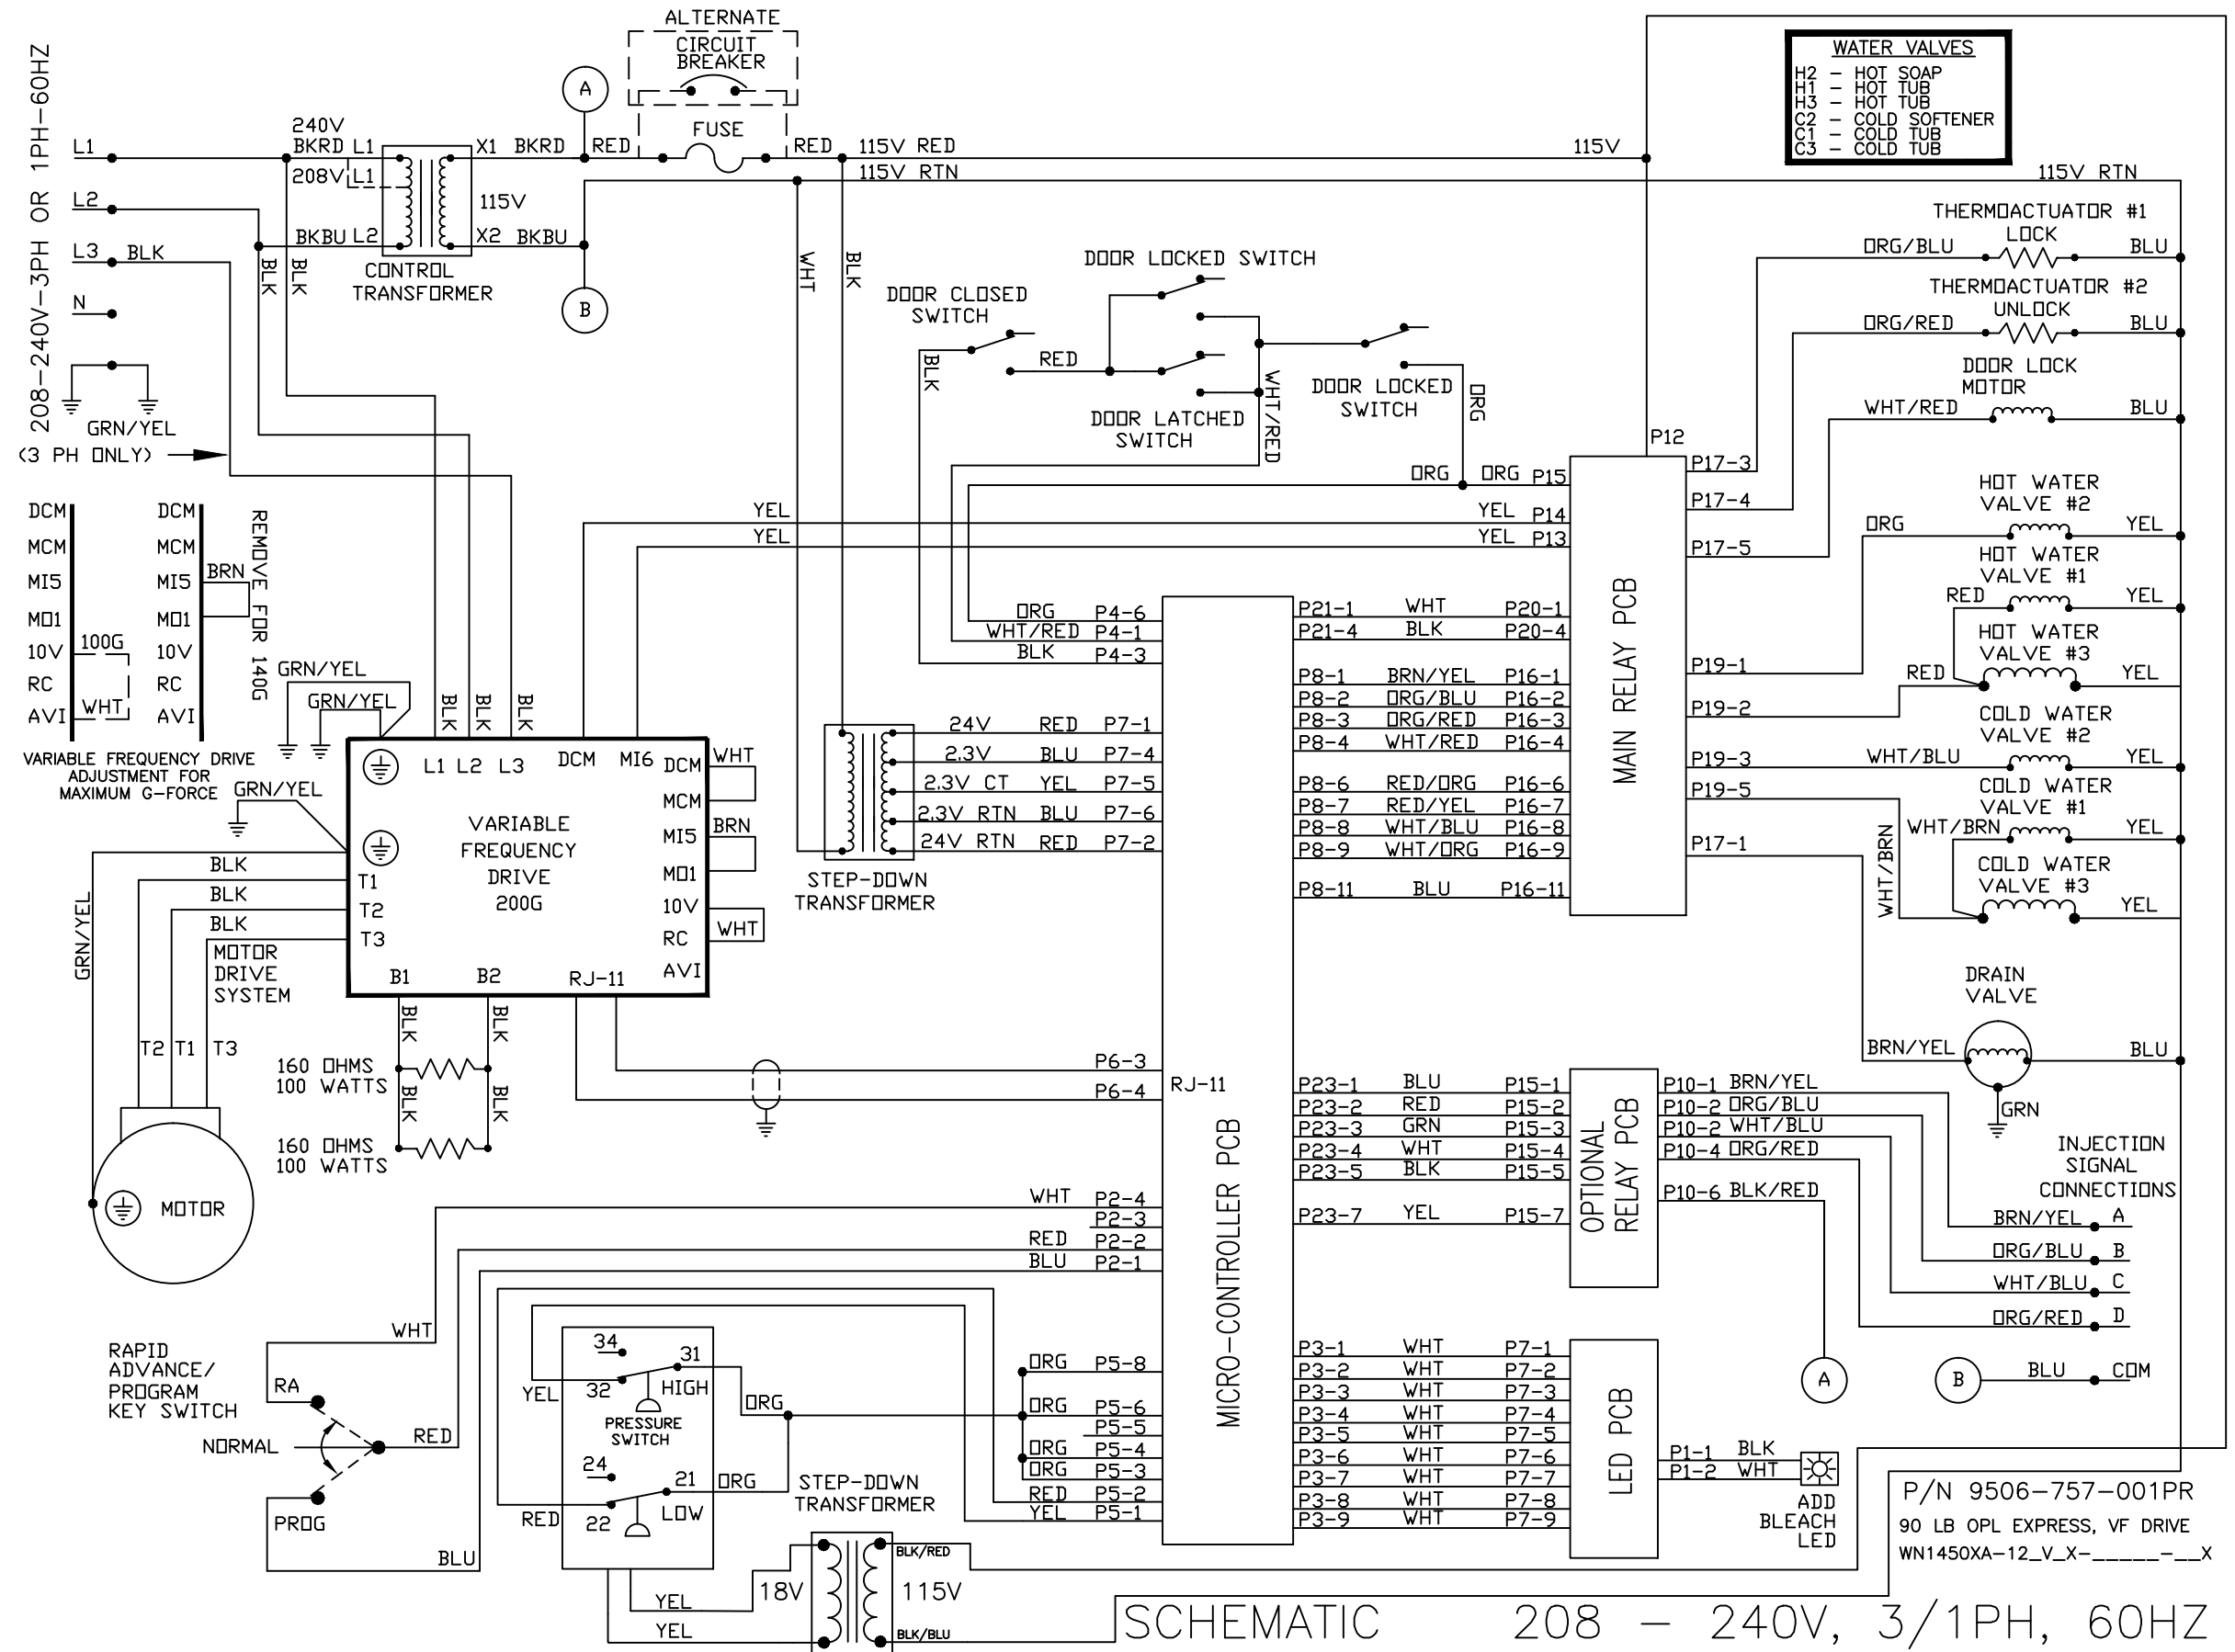 ALTERNATE
CIRCUIT
BREAKER
FUSE
A
B
208-240V-3PH OR 1PH-60HZ
L1
L2
L3 BLK
N
GRN/YEL
(3 PH ONLY)
240V
BKRD L1
208V L1
BKBU L2
X1 BKRD
RED
RED
115V RED
115V
115V RTN
115V RTN
115V
X2 BKBU
CONTROL
TRANSFORMER
BLK
BLK
WHT
BLK
WATER VALVES
H2 - HOT SOAP
H1 - HOT TUB
H3 - HOT TUB
C2 - COLD SOFTENER
C1 - COLD TUB
C3 - COLD TUB
DOOR CLOSED
SWITCH
DOOR LOCKED SWITCH
DOOR LATCHED
SWITCH
DOOR LOCKED
SWITCH
BLK
RED
WHT/RED
ORG
ORG
ORG P15
YEL
YEL P14
YEL
YEL P13
P12
THERMOACTUATOR #1
LOCK
ORG/BLU
BLU
THERMOACTUATOR #2
UNLOCK
ORG/RED
BLU
DOOR LOCK
MOTOR
WHT/RED
BLU
HOT WATER
VALVE #2
ORG
YEL
HOT WATER
VALVE #1
RED
YEL
HOT WATER
VALVE #3
RED
YEL
COLD WATER
VALVE #2
WHT/BLU
YEL
COLD WATER
VALVE #1
WHT/BRN
YEL
WHT/BRN
COLD WATER
VALVE #3
YEL
DRAIN
VALVE
BRN/YEL
BLU
GRN
P17-3
P17-4
P17-5
P19-1
P19-2
P19-3
P19-5
P17-1
MAIN RELAY PCB
DCM
MCM
MI5
MO1
10V
RC
AVI
100G
WHT
DCM
MCM
MI5
MO1
10V
RC
AVI
BRN
REMOVE FOR 140G
VARIABLE FREQUENCY DRIVE
ADJUSTMENT FOR
MAXIMUM G-FORCE
GRN/YEL
GRN/YEL
GRN/YEL
BLK
BLK
BLK
L1 L2 L3
DCM MI6
DCM
MCM
MI5
MO1
10V
RC
AVI
WHT
BRN
WHT
VARIABLE
FREQUENCY
DRIVE
200G
T1
T2
T3
B1
B2
RJ-11
BLK
BLK
BLK
GRN/YEL
MOTOR
DRIVE
SYSTEM
T2 T1 T3
MOTOR
BLK
BLK
BLK
BLK
160 OHMS
100 WATTS
160 OHMS
100 WATTS
ORG P4-6
WHT/RED P4-1
BLK P4-3
24V RED P7-1
2.3V BLU P7-4
2.3V CT YEL P7-5
2.3V RTN BLU P7-6
24V RTN RED P7-2
STEP-DOWN
TRANSFORMER
P6-3
P6-4
RJ-11
MICRO-CONTROLLER PCB
P21-1 WHT P20-1
P21-4 BLK P20-4
P8-1 BRN/YEL P16-1
P8-2 ORG/BLU P16-2
P8-3 ORG/RED P16-3
P8-4 WHT/RED P16-4
P8-6 RED/ORG P16-6
P8-7 RED/YEL P16-7
P8-8 WHT/BLU P16-8
P8-9 WHT/ORG P16-9
P8-11 BLU P16-11
P23-1 BLU P15-1
P23-2 RED P15-2
P23-3 GRN P15-3
P23-4 WHT P15-4
P23-5 BLK P15-5
P23-7 YEL P15-7
OPTIONAL
RELAY PCB
P10-1 BRN/YEL
P10-2 ORG/BLU
P10-2 WHT/BLU
P10-4 ORG/RED
P10-6 BLK/RED
INJECTION
SIGNAL
CONNECTIONS
BRN/YEL A
ORG/BLU B
WHT/BLU C
ORG/RED D
A
B
BLU COM
WHT P2-4
P2-3
RED P2-2
BLU P2-1
RAPID
ADVANCE/
PROGRAM
KEY SWITCH
RA
NORMAL
PROG
WHT
RED
BLU
34
31
32
HIGH
PRESSURE
SWITCH
24
21
22
LOW
YEL
RED
ORG
ORG
ORG P5-8
ORG P5-6
P5-5
ORG P5-4
ORG P5-3
RED P5-2
YEL P5-1
STEP-DOWN
TRANSFORMER
YEL
YEL
18V
115V
BLK/RED
BLK/BLU
P3-1 WHT P7-1
P3-2 WHT P7-2
P3-3 WHT P7-3
P3-4 WHT P7-4
P3-5 WHT P7-5
P3-6 WHT P7-6
P3-7 WHT P7-7
P3-8 WHT P7-8
P3-9 WHT P7-9
LED PCB
P1-1 BLK
P1-2 WHT
ADD
BLEACH
LED
P/N 9506-757-001PR
90 LB OPL EXPRESS, VF DRIVE
WN1450XA-12_V_X-_____-__X
SCHEMATIC 208 - 240V, 3/1PH, 60HZ